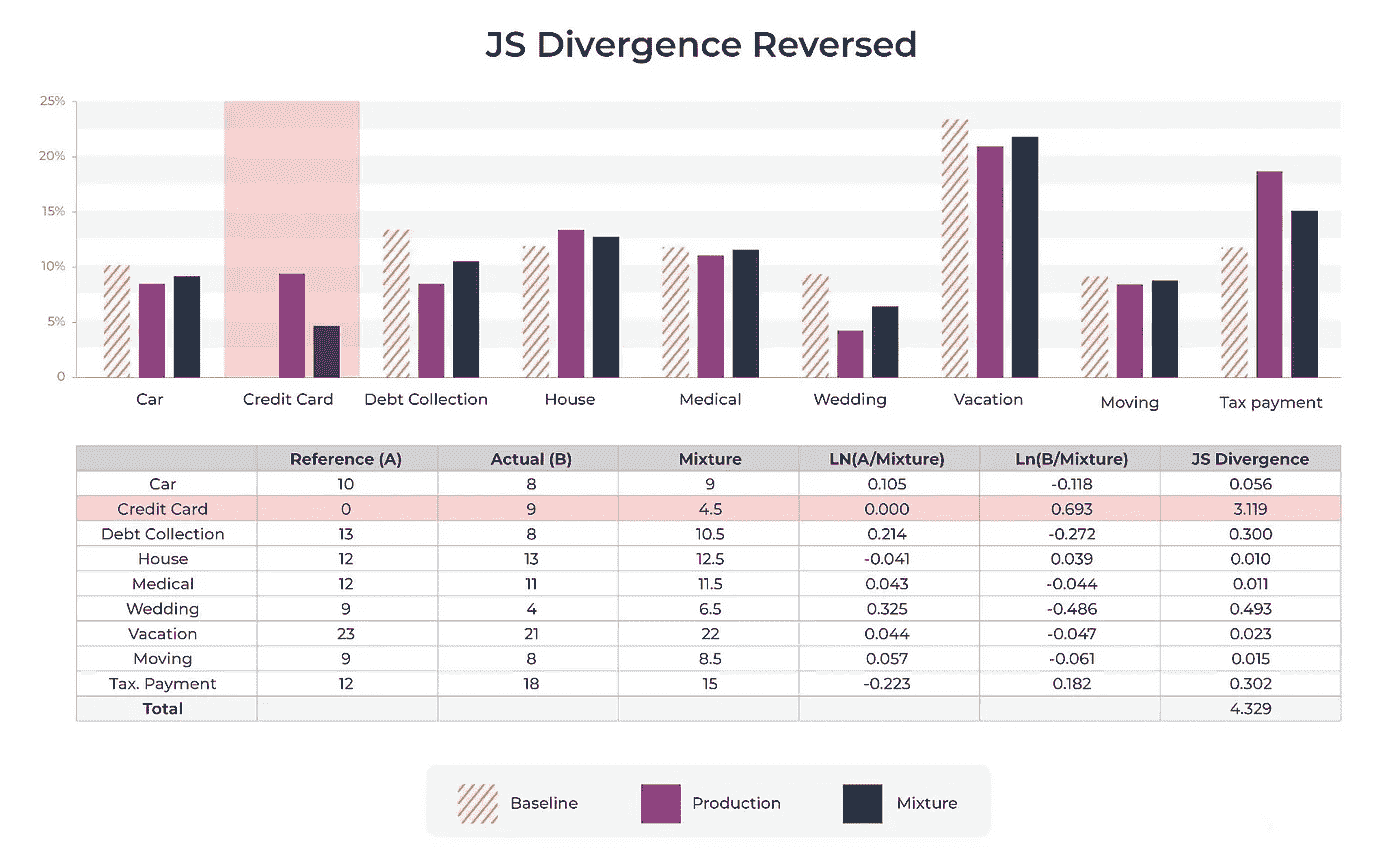 JS Divergence Reversed
25%
20%
15%
10%
5%
0
Car Credit Card Debt Collection House Medical Wedding Vacation Moving Tax payment
Reference (A) Actual (B) Mixture LN(A/Mixture) Ln(B/Mixture) JS Divergence
Car 10 8 9 0.105 -0.118 0.056
Credit Card 0 9 4.5 0.000 0.693 3.119
Debt Collection 13 8 10.5 0.214 -0.272 0.300
House 12 13 12.5 -0.041 0.039 0.010
Medical 12 11 11.5 0.043 -0.044 0.011
Wedding 9 4 6.5 0.325 -0.486 0.493
Vacation 23 21 22 0.044 -0.047 0.023
Moving 9 8 8.5 0.057 -0.061 0.015
Tax. Payment 12 18 15 -0.223 0.182 0.302
Total 4.329
Baseline Production Mixture